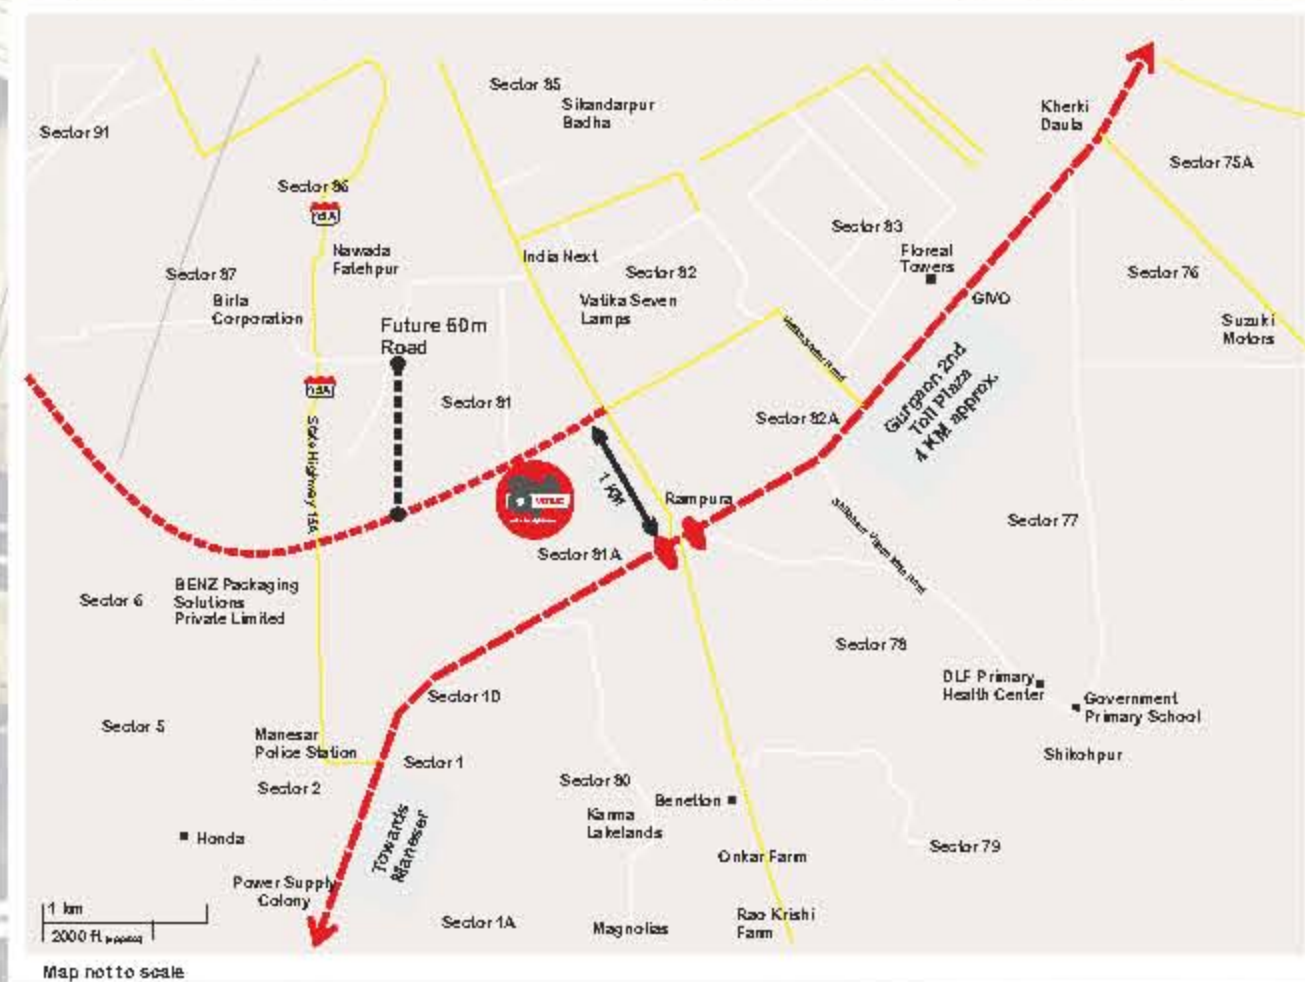 Sector 85
Sikandarpur
Badha
Kherki
Daula
Sector 91
Sector 75A
Sector 86
Sector 83
Nawada
Fatehpur
Floreal
Towers
India Next
Sector 82
Sector 87
Sector 76
Birla
Corporation
Vatika Seven
Lamps
GIVO
Suzuki
Motors
Future 60m
Road
Gurgaon 2nd
Toll Plaza
4 KM approx.
Sector 81
Sector 82A
State Highway 15A
1 KM
Rampura
Sector 77
Sector 81A
BENZ Packaging
Solutions
Private Limited
Sector 6
Sector 78
DLF Primary
Health Center
Government
Primary School
Sector 1D
Sector 5
Manesar
Police Station
Sector 1
Shikohpur
Sector 2
Sector 80
Benetton
Karma
Lakelands
Honda
Towards
Maneser
Sector 79
Onkar Farm
Power Supply
Colony
Sector 1A
Magnolias
Rao Krishi
Farm
1 km
2000 ft
Map not to scale